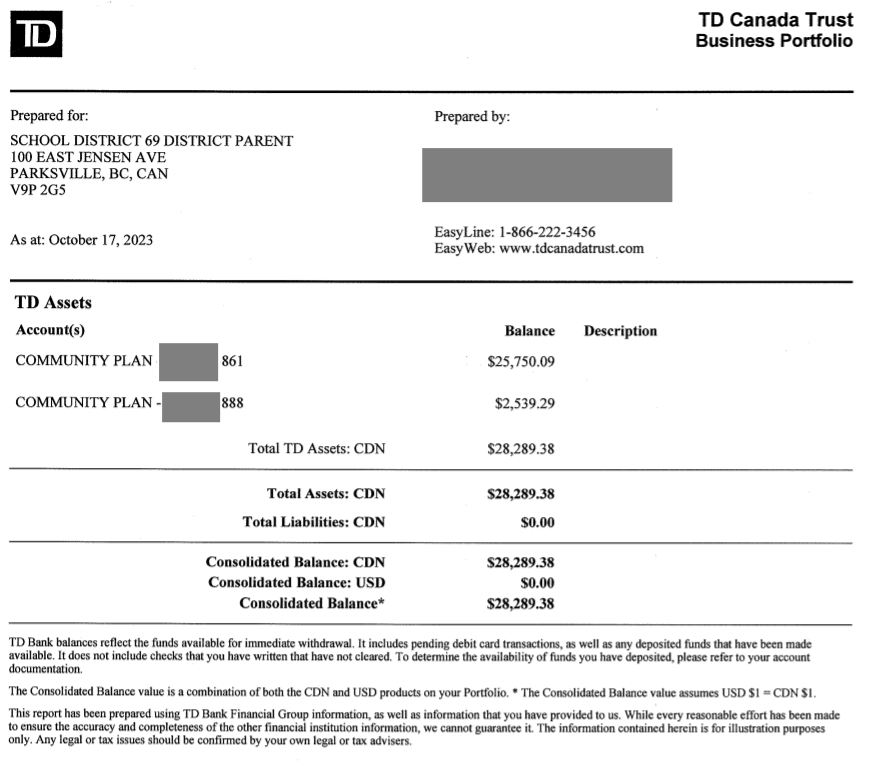 TD
TD Canada Trust
Business Portfolio
Prepared for:
SCHOOL DISTRICT 69 DISTRICT PARENT
100 EAST JENSEN AVE
PARKSVILLE, BC, CAN
V9P 2G5
As at: October 17, 2023
Prepared by:
EasyLine: 1-866-222-3456
EasyWeb: www.tdcanadatrust.com
TD Assets
Account(s) Balance Description
COMMUNITY PLAN 861 $25,750.09
COMMUNITY PLAN - 888 $2,539.29
Total TD Assets: CDN $28,289.38
Total Assets: CDN $28,289.38
Total Liabilities: CDN $0.00
Consolidated Balance: CDN $28,289.38
Consolidated Balance: USD $0.00
Consolidated Balance* $28,289.38
TD Bank balances reflect the funds available for immediate withdrawal. It includes pending debit card transactions, as well as any deposited funds that have been made
available. It does not include checks that you have written that have not cleared. To determine the availability of funds you have deposited, please refer to your account
documentation.
The Consolidated Balance value is a combination of both the CDN and USD products on your Portfolio. * The Consolidated Balance value assumes USD $1 = CDN $1.
This report has been prepared using TD Bank Financial Group information, as well as information that you have provided to us. While every reasonable effort has been made
to ensure the accuracy and completeness of the other financial institution information, we cannot guarantee it. The information contained herein is for illustration purposes
only. Any legal or tax issues should be confirmed by your own legal or tax advisers.